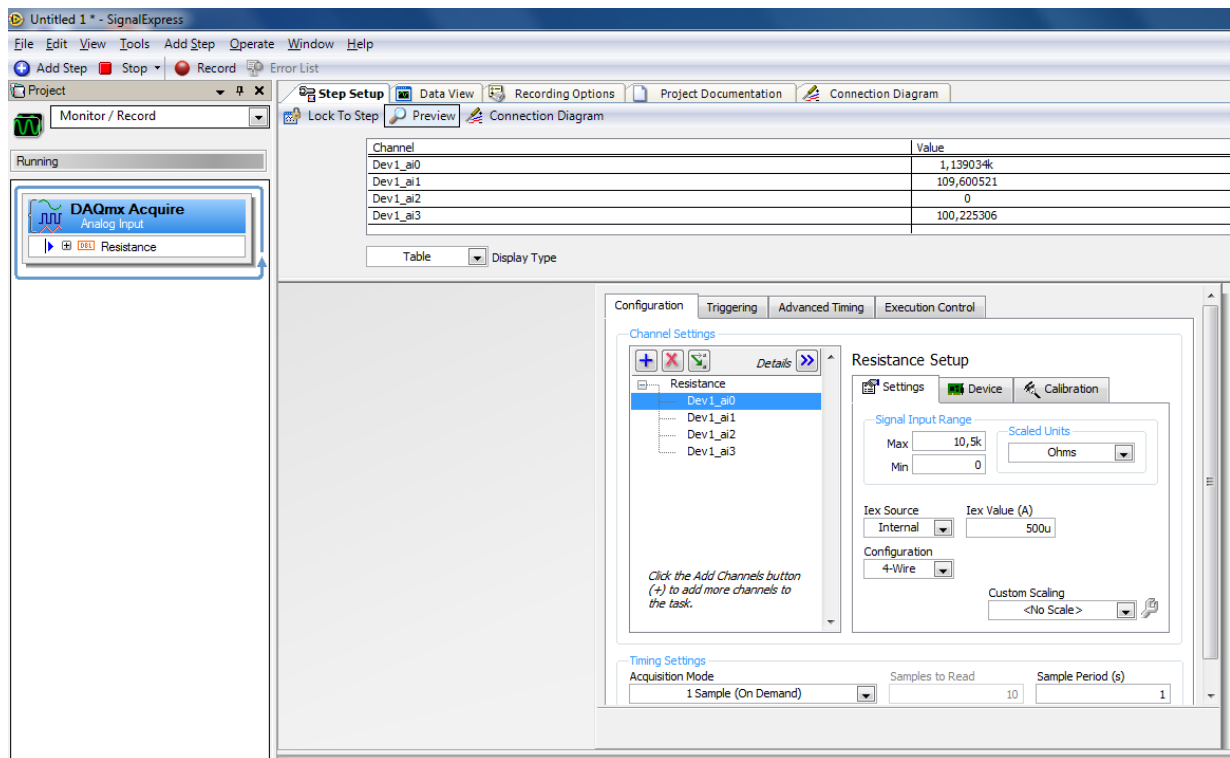 Untitled 1 * - SignalExpress
File Edit View Tools Add Step Operate Window Help
Add Step Stop Record Error List
Project
Monitor / Record
Running
DAQmx Acquire
Analog Input
DBL Resistance
Step Setup Data View Recording Options Project Documentation Connection Diagram
Lock To Step Preview Connection Diagram
Channel Value
Dev1_ai0 1,139034k
Dev1_ai1 109,600521
Dev1_ai2 0
Dev1_ai3 100,225306
Table Display Type
Configuration Triggering Advanced Timing Execution Control
Channel Settings
Details
Resistance
Dev1_ai0
Dev1_ai1
Dev1_ai2
Dev1_ai3
Click the Add Channels button
(+) to add more channels to
the task.
Resistance Setup
Settings Device Calibration
Signal Input Range
Max 10,5k
Min 0
Scaled Units
Ohms
Iex Source Iex Value (A)
Internal 500u
Configuration
4-Wire
Custom Scaling
<No Scale>
Timing Settings
Acquisition Mode Samples to Read Sample Period (s)
1 Sample (On Demand) 10 1